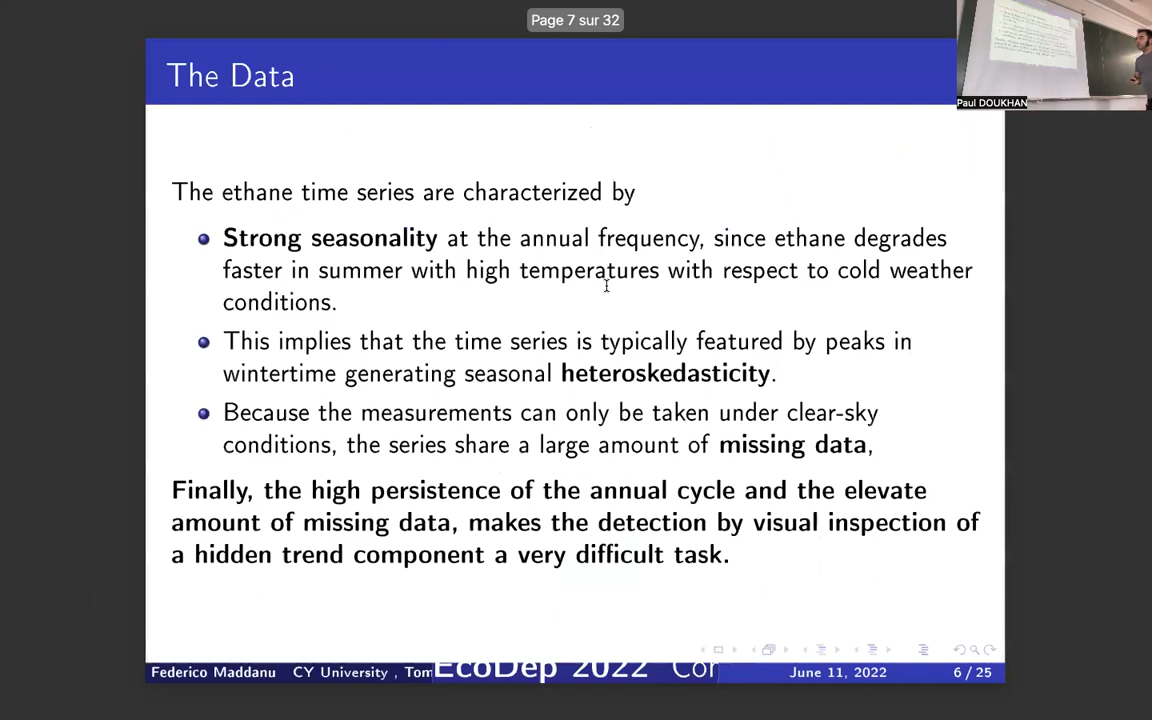 Page 7 sur 32
The Data
Paul DOUKHAN
The ethane time series are characterized by
Strong seasonality at the annual frequency, since ethane degrades
faster in summer with high temperatures with respect to cold weather
conditions.
This implies that the time series is typically featured by peaks in
wintertime generating seasonal heteroskedasticity.
Because the measurements can only be taken under clear-sky
conditions, the series share a large amount of missing data,
Finally, the high persistence of the annual cycle and the elevate
amount of missing data, makes the detection by visual inspection of
a hidden trend component a very difficult task.
Federico Maddanu CY University , Tom EcoDep 2022 Con June 11, 2022 6 / 25